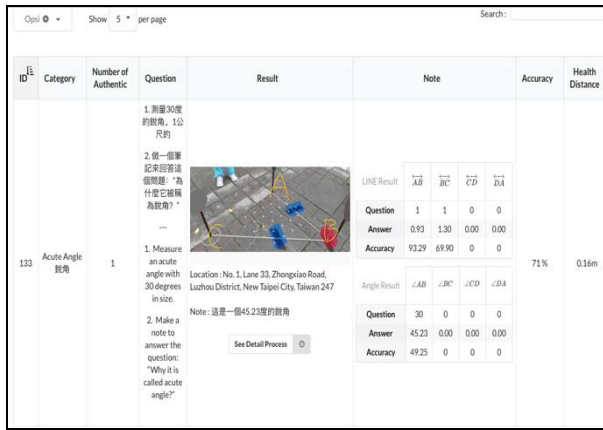 Opsi
Show 5 per page
Search :
ID
Category
Number of
Authentic
Question
Result
Note
Accuracy
Health
Distance
133
Acute Angle
銳角
1
1. 測量30度
的銳角。1公
尺的
2. 做一個筆
記來回答這
個問題: "為
什麼它被稱
為銳角? "
---
1. Measure
an acute
angle with
30 degrees
in size.
2. Make a
note to
answer the
question:
"Why it is
called acute
angle?"
A
C
B
Location : No. 1, Lane 33, Zhongxiao Road,
Luzhou District, New Taipei City, Taiwan 247
Note : 這是一個45.23度的銳角
See Detail Process
LINE Result AB BC CD DA
Question 1 1 0 0
Answer 0.93 1.30 0.00 0.00
Accuracy 93.29 69.90 0 0
Angle Result ∠AB ∠BC ∠CD ∠DA
Question 30 0 0 0
Answer 45.23 0.00 0.00 0.00
Accuracy 49.25 0 0 0
71%
0.16m